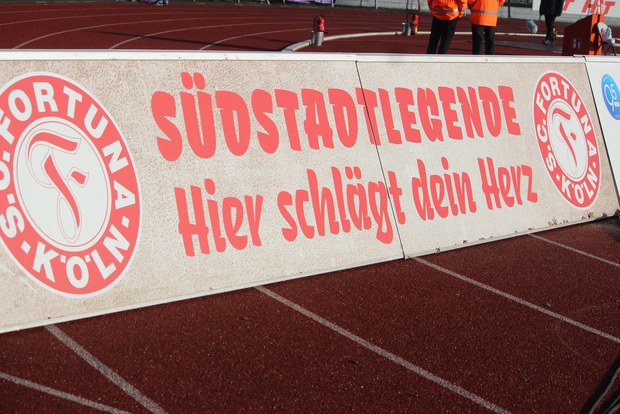 S.C. FORTUNA KÖLN
F
SÜDSTADTLEGENDE
Hier schlägt dein Herz
S.C. FORTUNA KÖLN
F